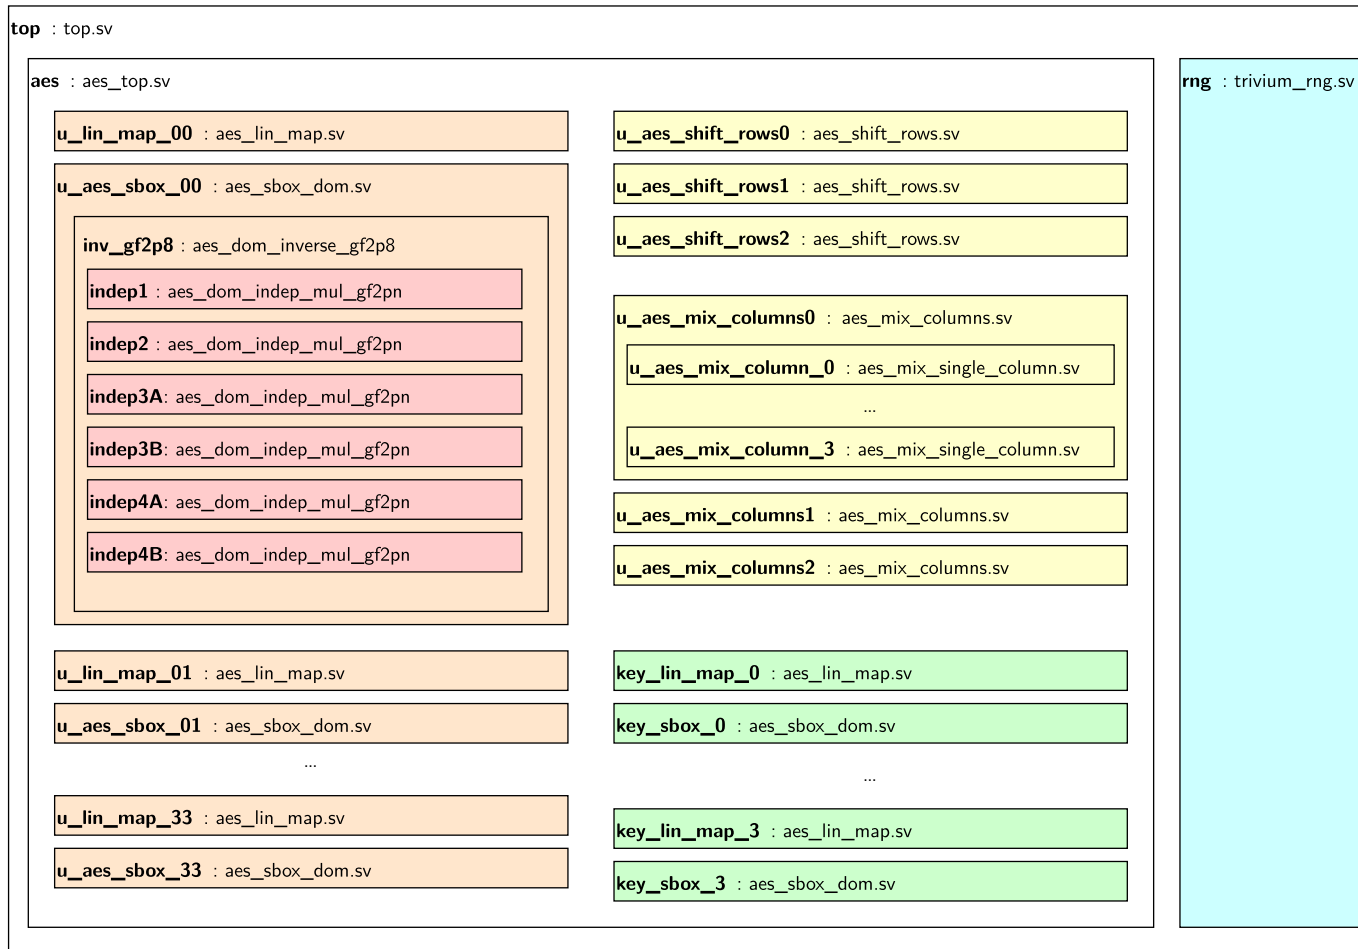 top : top.sv
aes : aes_top.sv
u_lin_map_00 : aes_lin_map.sv
u_aes_sbox_00 : aes_sbox_dom.sv
inv_gf2p8 : aes_dom_inverse_gf2p8
indep1 : aes_dom_indep_mul_gf2pn
indep2 : aes_dom_indep_mul_gf2pn
indep3A: aes_dom_indep_mul_gf2pn
indep3B: aes_dom_indep_mul_gf2pn
indep4A: aes_dom_indep_mul_gf2pn
indep4B: aes_dom_indep_mul_gf2pn
u_lin_map_01 : aes_lin_map.sv
u_aes_sbox_01 : aes_sbox_dom.sv
...
u_lin_map_33 : aes_lin_map.sv
u_aes_sbox_33 : aes_sbox_dom.sv
u_aes_shift_rows0 : aes_shift_rows.sv
u_aes_shift_rows1 : aes_shift_rows.sv
u_aes_shift_rows2 : aes_shift_rows.sv
u_aes_mix_columns0 : aes_mix_columns.sv
u_aes_mix_column_0 : aes_mix_single_column.sv
...
u_aes_mix_column_3 : aes_mix_single_column.sv
u_aes_mix_columns1 : aes_mix_columns.sv
u_aes_mix_columns2 : aes_mix_columns.sv
key_lin_map_0 : aes_lin_map.sv
key_sbox_0 : aes_sbox_dom.sv
...
key_lin_map_3 : aes_lin_map.sv
key_sbox_3 : aes_sbox_dom.sv
rng : trivium_rng.sv